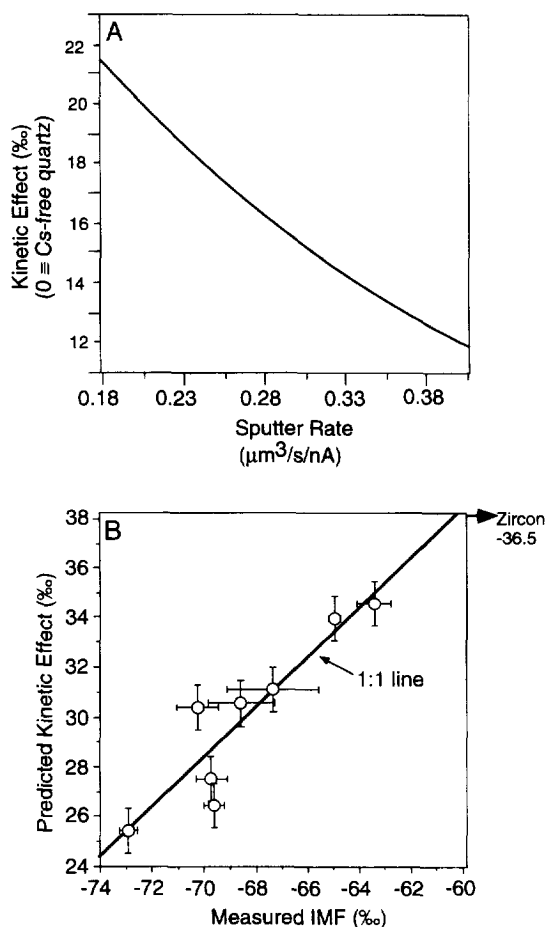 A
22
20
18
16
14
12
Kinetic Effect (‰)
(0 ≡ Cs-free quartz)
0.18 0.23 0.28 0.33 0.38
Sputter Rate
(μm³/s/nA)
B
38
34
32
30
28
26
24
Predicted Kinetic Effect (‰)
Zircon
-36.5
1:1 line
-74 -72 -70 -68 -66 -64 -62 -60
Measured IMF (‰)